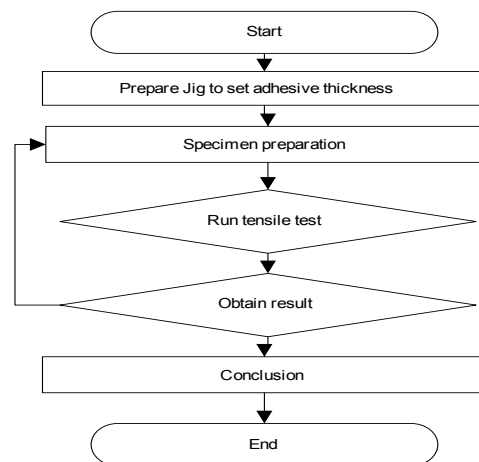 Start
Prepare Jig to set adhesive thickness
Specimen preparation
Run tensile test
Obtain result
Conclusion
End